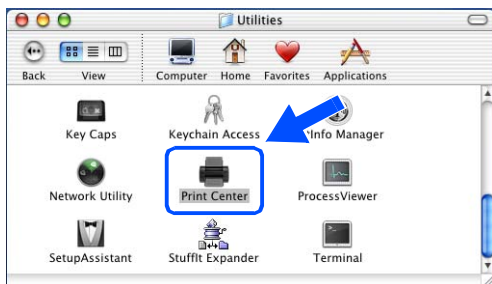 Utilities
Back View Computer Home Favorites Applications
Key Caps Keychain Access Info Manager
Network Utility Print Center ProcessViewer
SetupAssistant StuffIt Expander Terminal